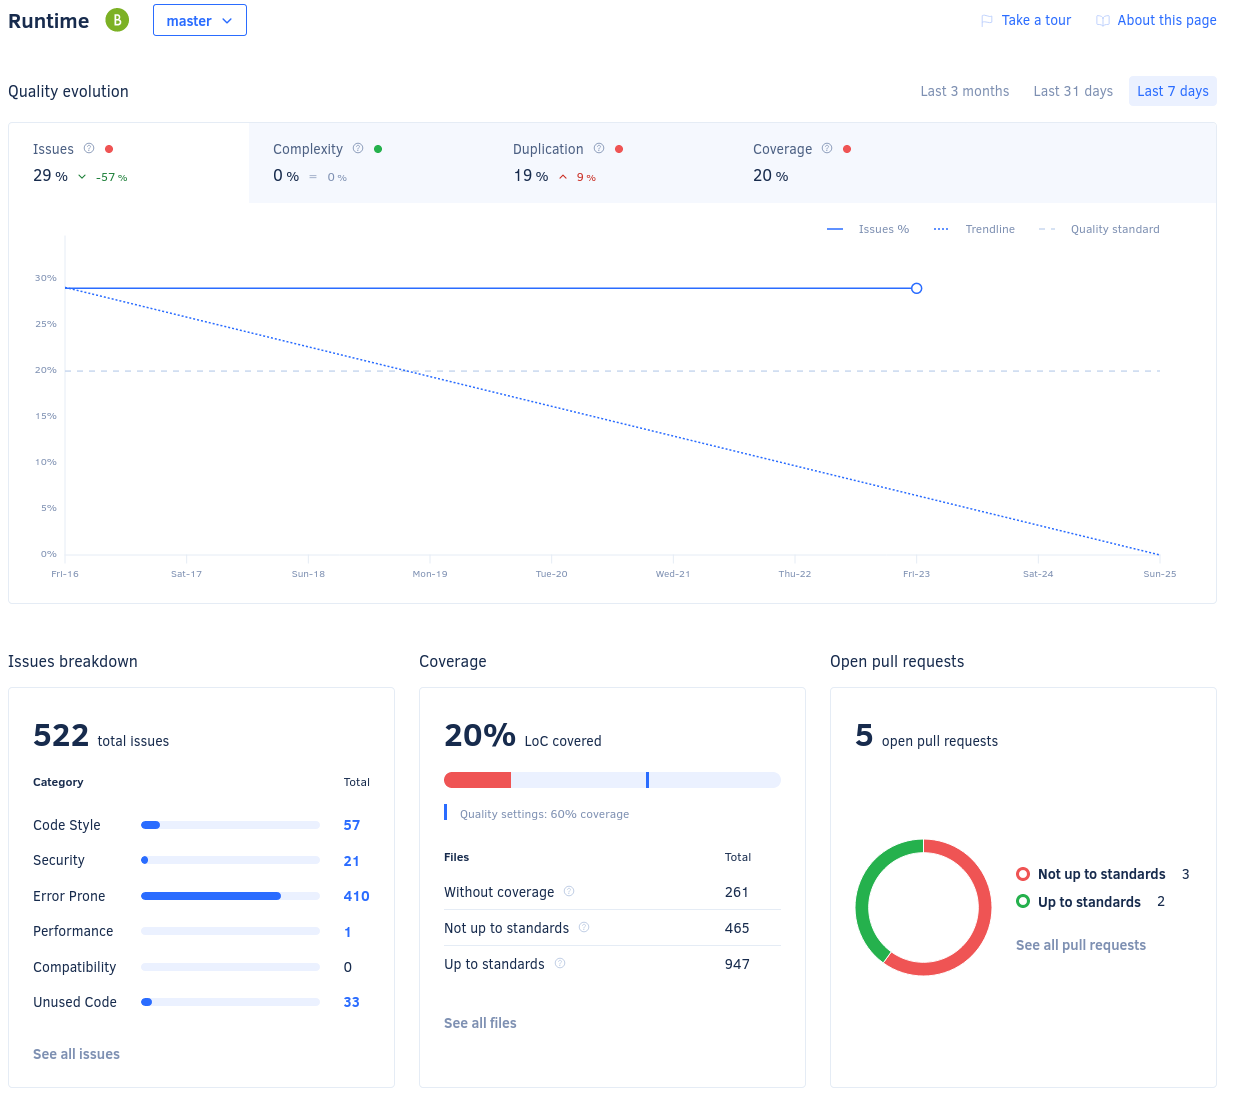 Runtime B master Take a tour About this page
Quality evolution Last 3 months Last 31 days Last 7 days
Issues Complexity Duplication Coverage
29 % -57 % 0 % = 0 % 19 % 9 % 20 %
Issues % Trendline Quality standard
30%
25%
20%
15%
10%
5%
0%
Fri-16 Sat-17 Sun-18 Mon-19 Tue-20 Wed-21 Thu-22 Fri-23 Sat-24 Sun-25
Issues breakdown
522 total issues
Category Total
Code Style 57
Security 21
Error Prone 410
Performance 1
Compatibility 0
Unused Code 33
See all issues
Coverage
20% LoC covered
Quality settings: 60% coverage
Files Total
Without coverage 261
Not up to standards 465
Up to standards 947
See all files
Open pull requests
5 open pull requests
Not up to standards 3
Up to standards 2
See all pull requests